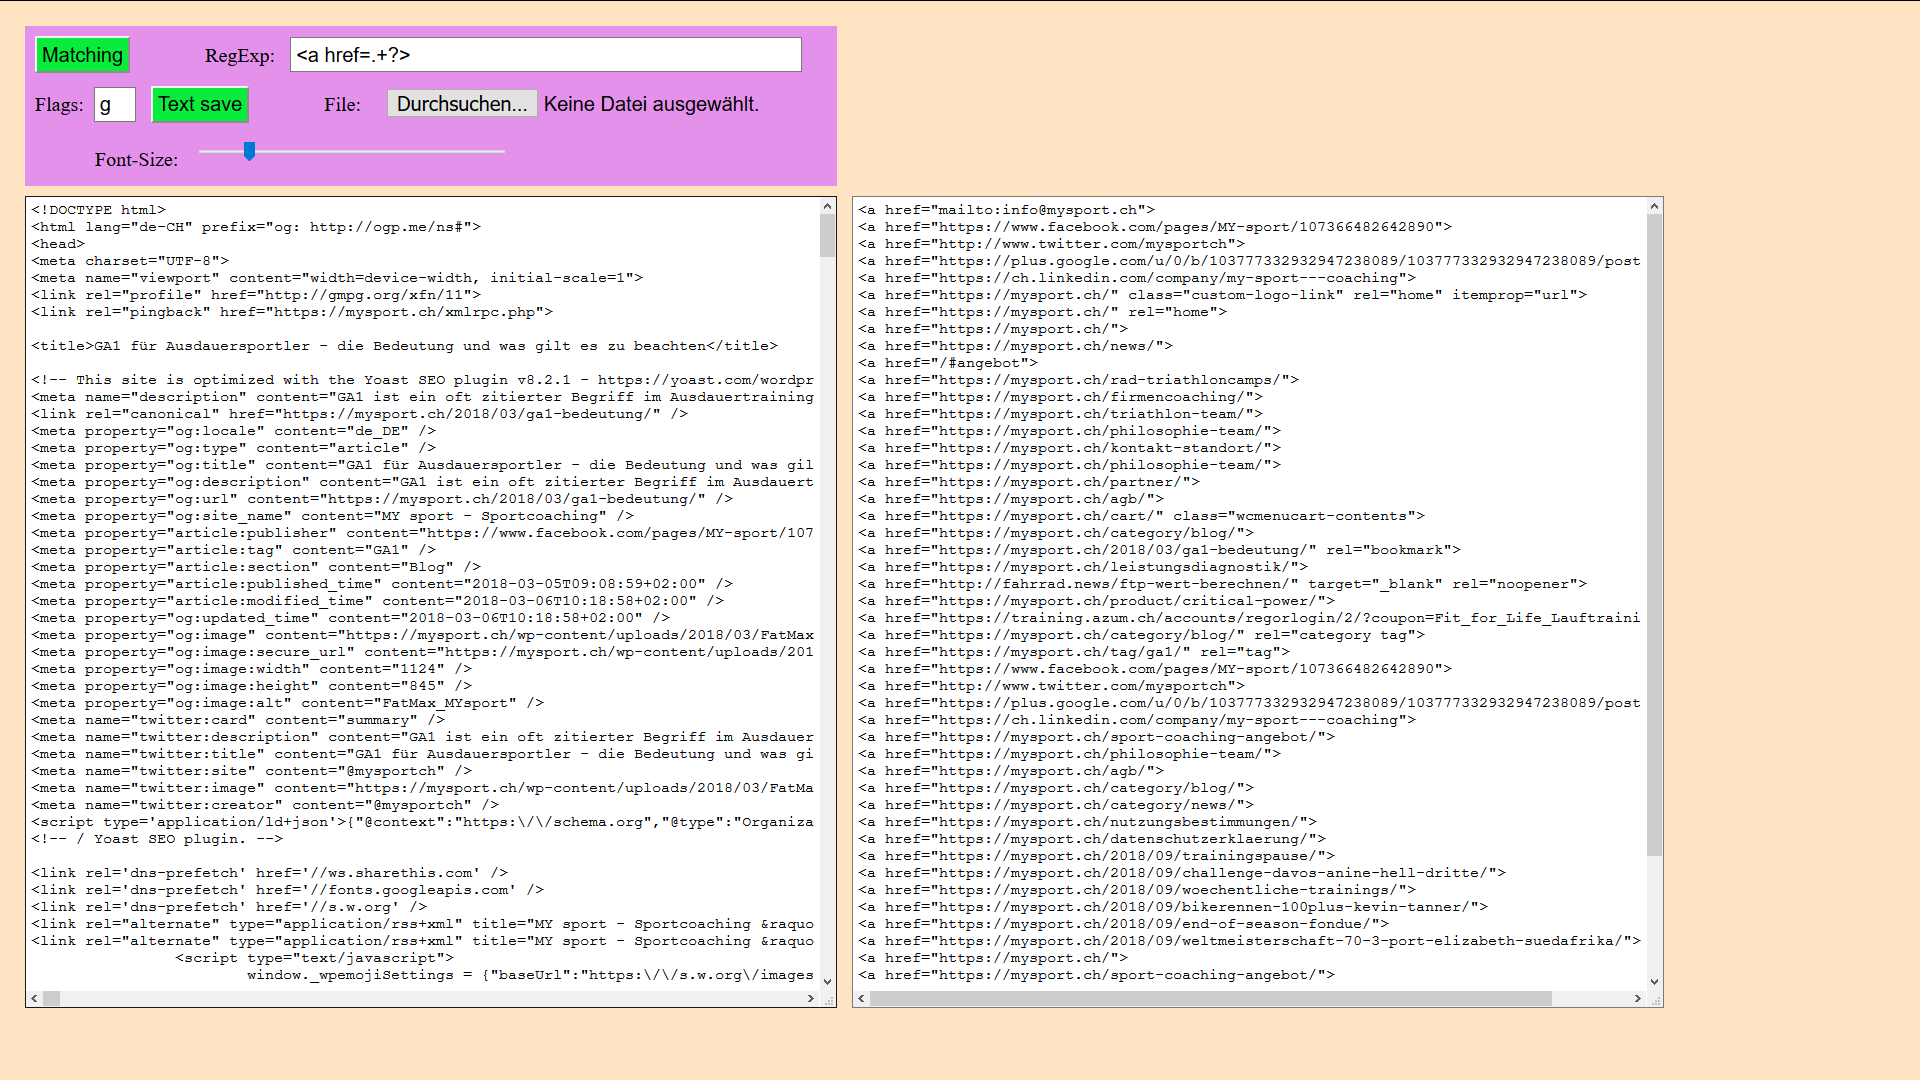 Matching RegExp: <a href=.+?>
Flags: g Text save File: Durchsuchen... Keine Datei ausgewählt.
Font-Size:
<!DOCTYPE html>
<html lang="de-CH" prefix="og: http://ogp.me/ns#">
<head>
<meta charset="UTF-8">
<meta name="viewport" content="width=device-width, initial-scale=1">
<link rel="profile" href="http://gmpg.org/xfn/11">
<link rel="pingback" href="https://mysport.ch/xmlrpc.php">
<title>GA1 für Ausdauersportler - die Bedeutung und was gilt es zu beachten</title>
<!-- This site is optimized with the Yoast SEO plugin v8.2.1 - https://yoast.com/wordpr
<meta name="description" content="GA1 ist ein oft zitierter Begriff im Ausdauertraining
<link rel="canonical" href="https://mysport.ch/2018/03/ga1-bedeutung/" />
<meta property="og:locale" content="de_DE" />
<meta property="og:type" content="article" />
<meta property="og:title" content="GA1 für Ausdauersportler - die Bedeutung und was gil
<meta property="og:description" content="GA1 ist ein oft zitierter Begriff im Ausdauert
<meta property="og:url" content="https://mysport.ch/2018/03/ga1-bedeutung/" />
<meta property="og:site_name" content="MY sport - Sportcoaching" />
<meta property="article:publisher" content="https://www.facebook.com/pages/MY-sport/107
<meta property="article:tag" content="GA1" />
<meta property="article:section" content="Blog" />
<meta property="article:published_time" content="2018-03-05T09:08:59+02:00" />
<meta property="article:modified_time" content="2018-03-06T10:18:58+02:00" />
<meta property="og:updated_time" content="2018-03-06T10:18:58+02:00" />
<meta property="og:image" content="https://mysport.ch/wp-content/uploads/2018/03/FatMax
<meta property="og:image:secure_url" content="https://mysport.ch/wp-content/uploads/201
<meta property="og:image:width" content="1124" />
<meta property="og:image:height" content="845" />
<meta property="og:image:alt" content="FatMax_MYsport" />
<meta name="twitter:card" content="summary" />
<meta name="twitter:description" content="GA1 ist ein oft zitierter Begriff im Ausdauer
<meta name="twitter:title" content="GA1 für Ausdauersportler - die Bedeutung und was gi
<meta name="twitter:site" content="@mysportch" />
<meta name="twitter:image" content="https://mysport.ch/wp-content/uploads/2018/03/FatMa
<meta name="twitter:creator" content="@mysportch" />
<script type='application/ld+json'>{"@context":"https:\/\/schema.org","@type":"Organiza
<!-- / Yoast SEO plugin. -->
<link rel='dns-prefetch' href='//ws.sharethis.com' />
<link rel='dns-prefetch' href='//fonts.googleapis.com' />
<link rel='dns-prefetch' href='//s.w.org' />
<link rel="alternate" type="application/rss+xml" title="MY sport - Sportcoaching &raquo
<link rel="alternate" type="application/rss+xml" title="MY sport - Sportcoaching &raquo
<script type="text/javascript">
window._wpemojiSettings = {"baseUrl":"https:\/\/s.w.org\/images
<a href="mailto:info@mysport.ch">
<a href="https://www.facebook.com/pages/MY-sport/107366482642890">
<a href="http://www.twitter.com/mysportch">
<a href="https://plus.google.com/u/0/b/103777332932947238089/103777332932947238089/post
<a href="https://ch.linkedin.com/company/my-sport---coaching">
<a href="https://mysport.ch/" class="custom-logo-link" rel="home" itemprop="url">
<a href="https://mysport.ch/" rel="home">
<a href="https://mysport.ch/">
<a href="https://mysport.ch/news/">
<a href="/#angebot">
<a href="https://mysport.ch/rad-triathloncamps/">
<a href="https://mysport.ch/firmencoaching/">
<a href="https://mysport.ch/triathlon-team/">
<a href="https://mysport.ch/philosophie-team/">
<a href="https://mysport.ch/kontakt-standort/">
<a href="https://mysport.ch/philosophie-team/">
<a href="https://mysport.ch/partner/">
<a href="https://mysport.ch/agb/">
<a href="https://mysport.ch/cart/" class="wcmenucart-contents">
<a href="https://mysport.ch/category/blog/">
<a href="https://mysport.ch/2018/03/ga1-bedeutung/" rel="bookmark">
<a href="https://mysport.ch/leistungsdiagnostik/">
<a href="http://fahrrad.news/ftp-wert-berechnen/" target="_blank" rel="noopener">
<a href="https://mysport.ch/product/critical-power/">
<a href="https://training.azum.ch/accounts/regorlogin/2/?coupon=Fit_for_Life_Lauftraini
<a href="https://mysport.ch/category/blog/" rel="category tag">
<a href="https://mysport.ch/tag/ga1/" rel="tag">
<a href="https://www.facebook.com/pages/MY-sport/107366482642890">
<a href="http://www.twitter.com/mysportch">
<a href="https://plus.google.com/u/0/b/103777332932947238089/103777332932947238089/post
<a href="https://ch.linkedin.com/company/my-sport---coaching">
<a href="https://mysport.ch/sport-coaching-angebot/">
<a href="https://mysport.ch/philosophie-team/">
<a href="https://mysport.ch/agb/">
<a href="https://mysport.ch/category/blog/">
<a href="https://mysport.ch/category/news/">
<a href="https://mysport.ch/nutzungsbestimmungen/">
<a href="https://mysport.ch/datenschutzerklaerung/">
<a href="https://mysport.ch/2018/09/trainingspause/">
<a href="https://mysport.ch/2018/09/challenge-davos-anine-hell-dritte/">
<a href="https://mysport.ch/2018/09/woechentliche-trainings/">
<a href="https://mysport.ch/2018/09/bikerennen-100plus-kevin-tanner/">
<a href="https://mysport.ch/2018/09/end-of-season-fondue/">
<a href="https://mysport.ch/2018/09/weltmeisterschaft-70-3-port-elizabeth-suedafrika/">
<a href="https://mysport.ch/">
<a href="https://mysport.ch/sport-coaching-angebot/">